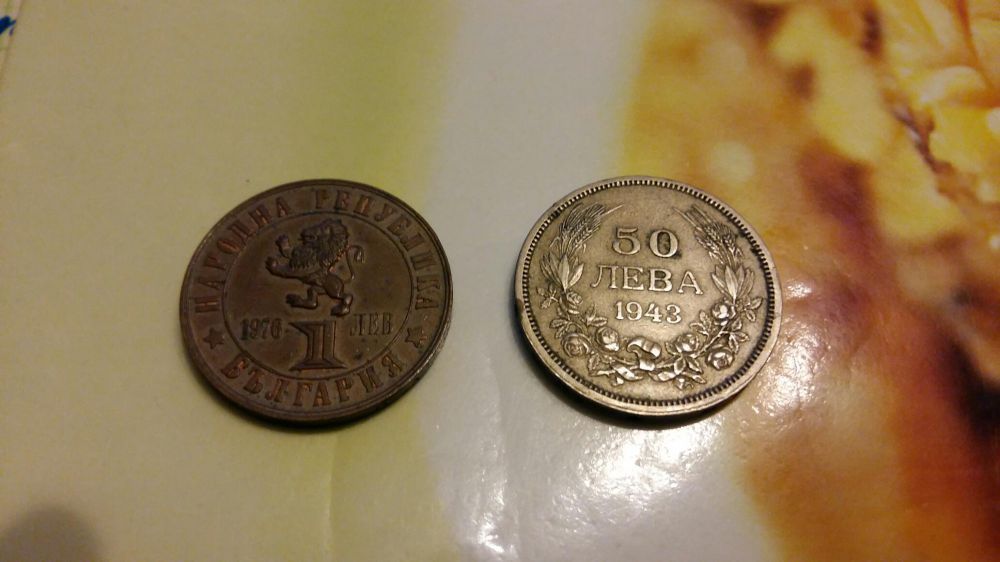 НАРОДНА РЕПУБЛИКА
1976
1
ЛЕВ
БЪЛГАРИЯ
50
ЛЕВА
1943